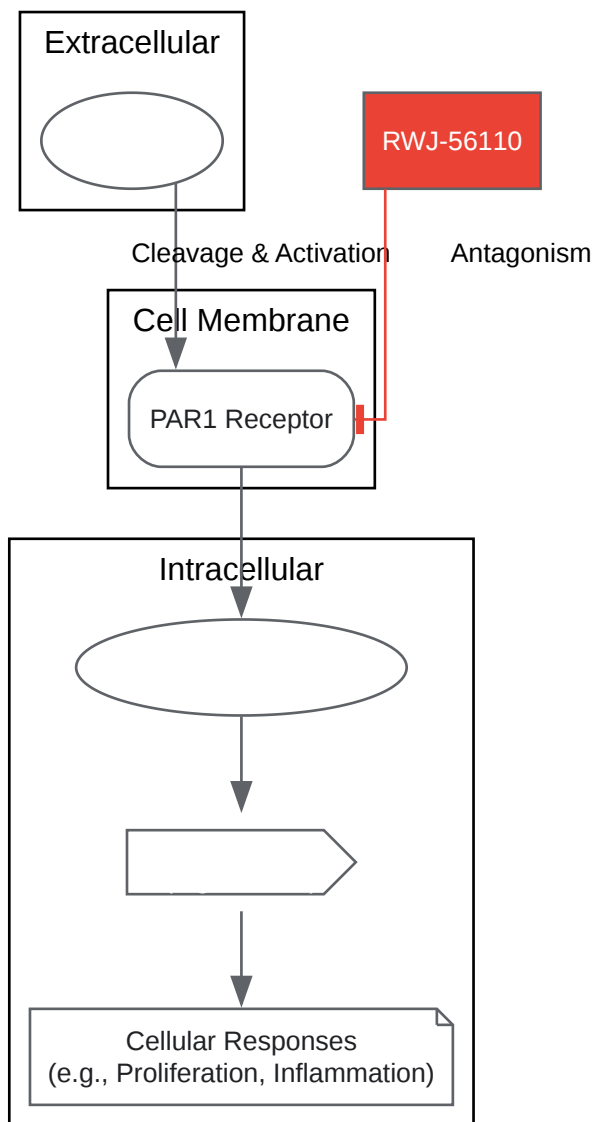 Extracellular
RWJ-56110
Cleavage & Activation
Antagonism
Cell Membrane
PAR1 Receptor
Intracellular
Cellular Responses
(e.g., Proliferation, Inflammation)